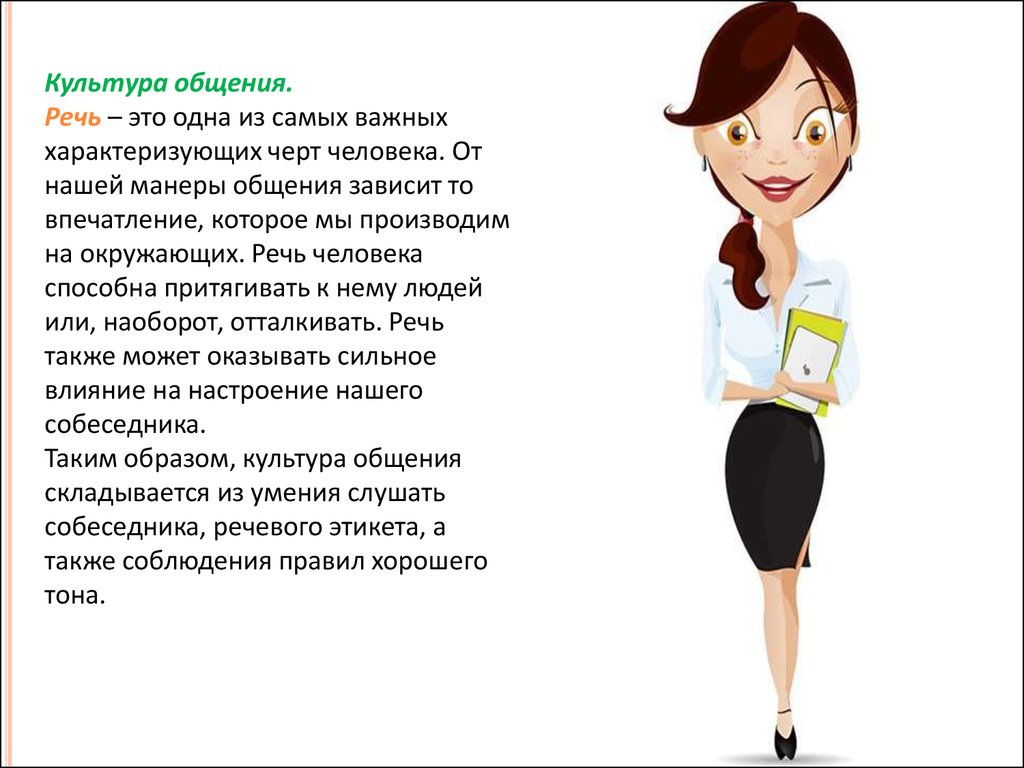 Культура общения.
Речь – это одна из самых важных
характеризующих черт человека. От
нашей манеры общения зависит то
впечатление, которое мы производим
на окружающих. Речь человека
способна притягивать к нему людей
или, наоборот, отталкивать. Речь
также может оказывать сильное
влияние на настроение нашего
собеседника.
Таким образом, культура общения
складывается из умения слушать
собеседника, речевого этикета, а
также соблюдения правил хорошего
тона.